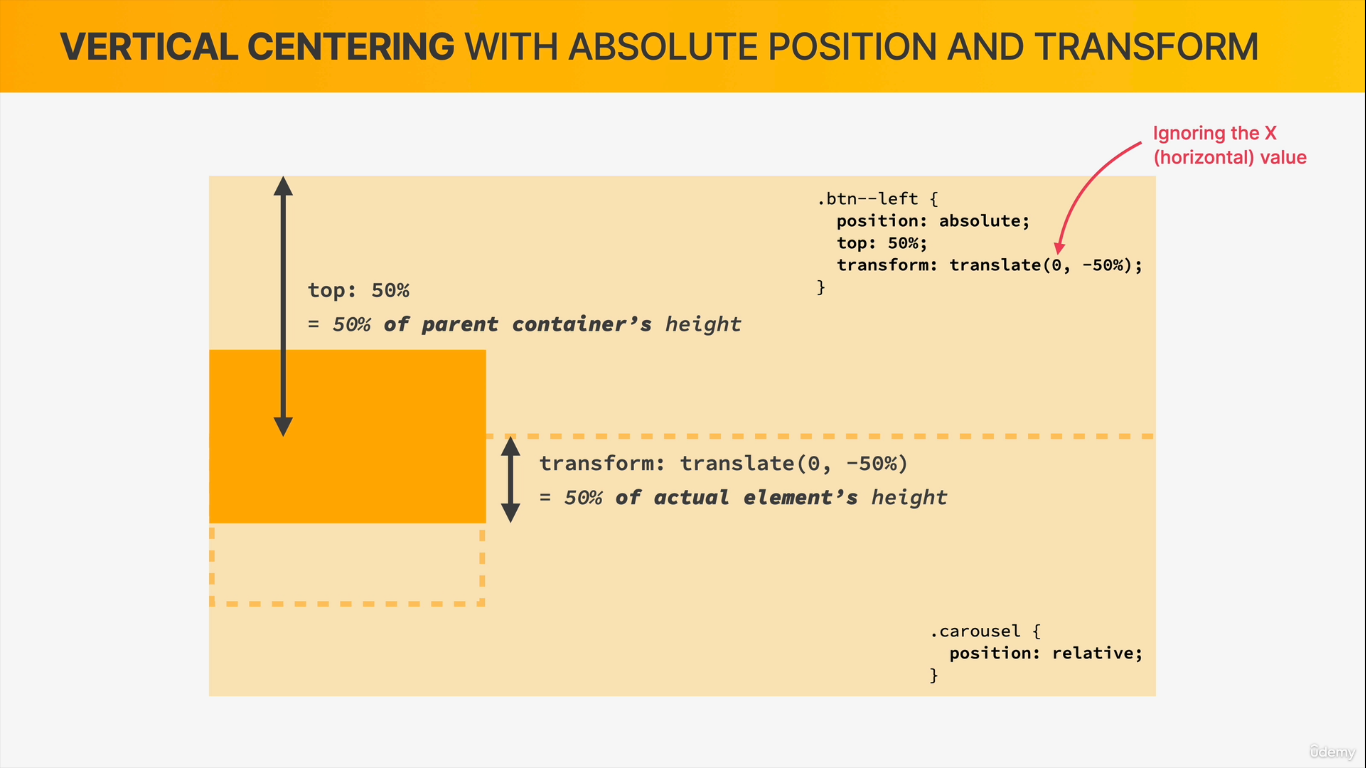 VERTICAL CENTERING WITH ABSOLUTE POSITION AND TRANSFORM
Ignoring the X
(horizontal) value
.btn--left {
position: absolute;
top: 50%;
transform: translate(0, -50%);
}
top: 50%
= 50% of parent container’s height
transform: translate(0, -50%)
= 50% of actual element’s height
.carousel {
position: relative;
}
ûdemy